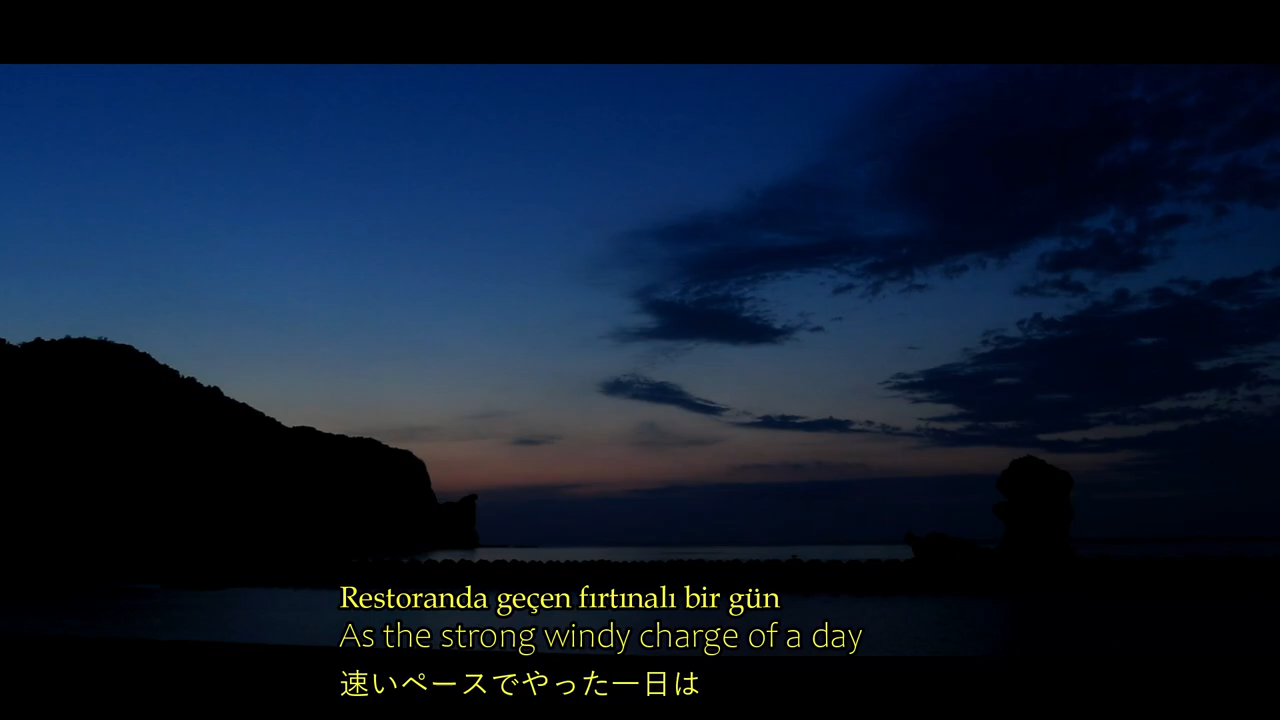 Restoranda geçen fırtınalı bir gün
As the strong windy charge of a day
速いペースでやった一日は